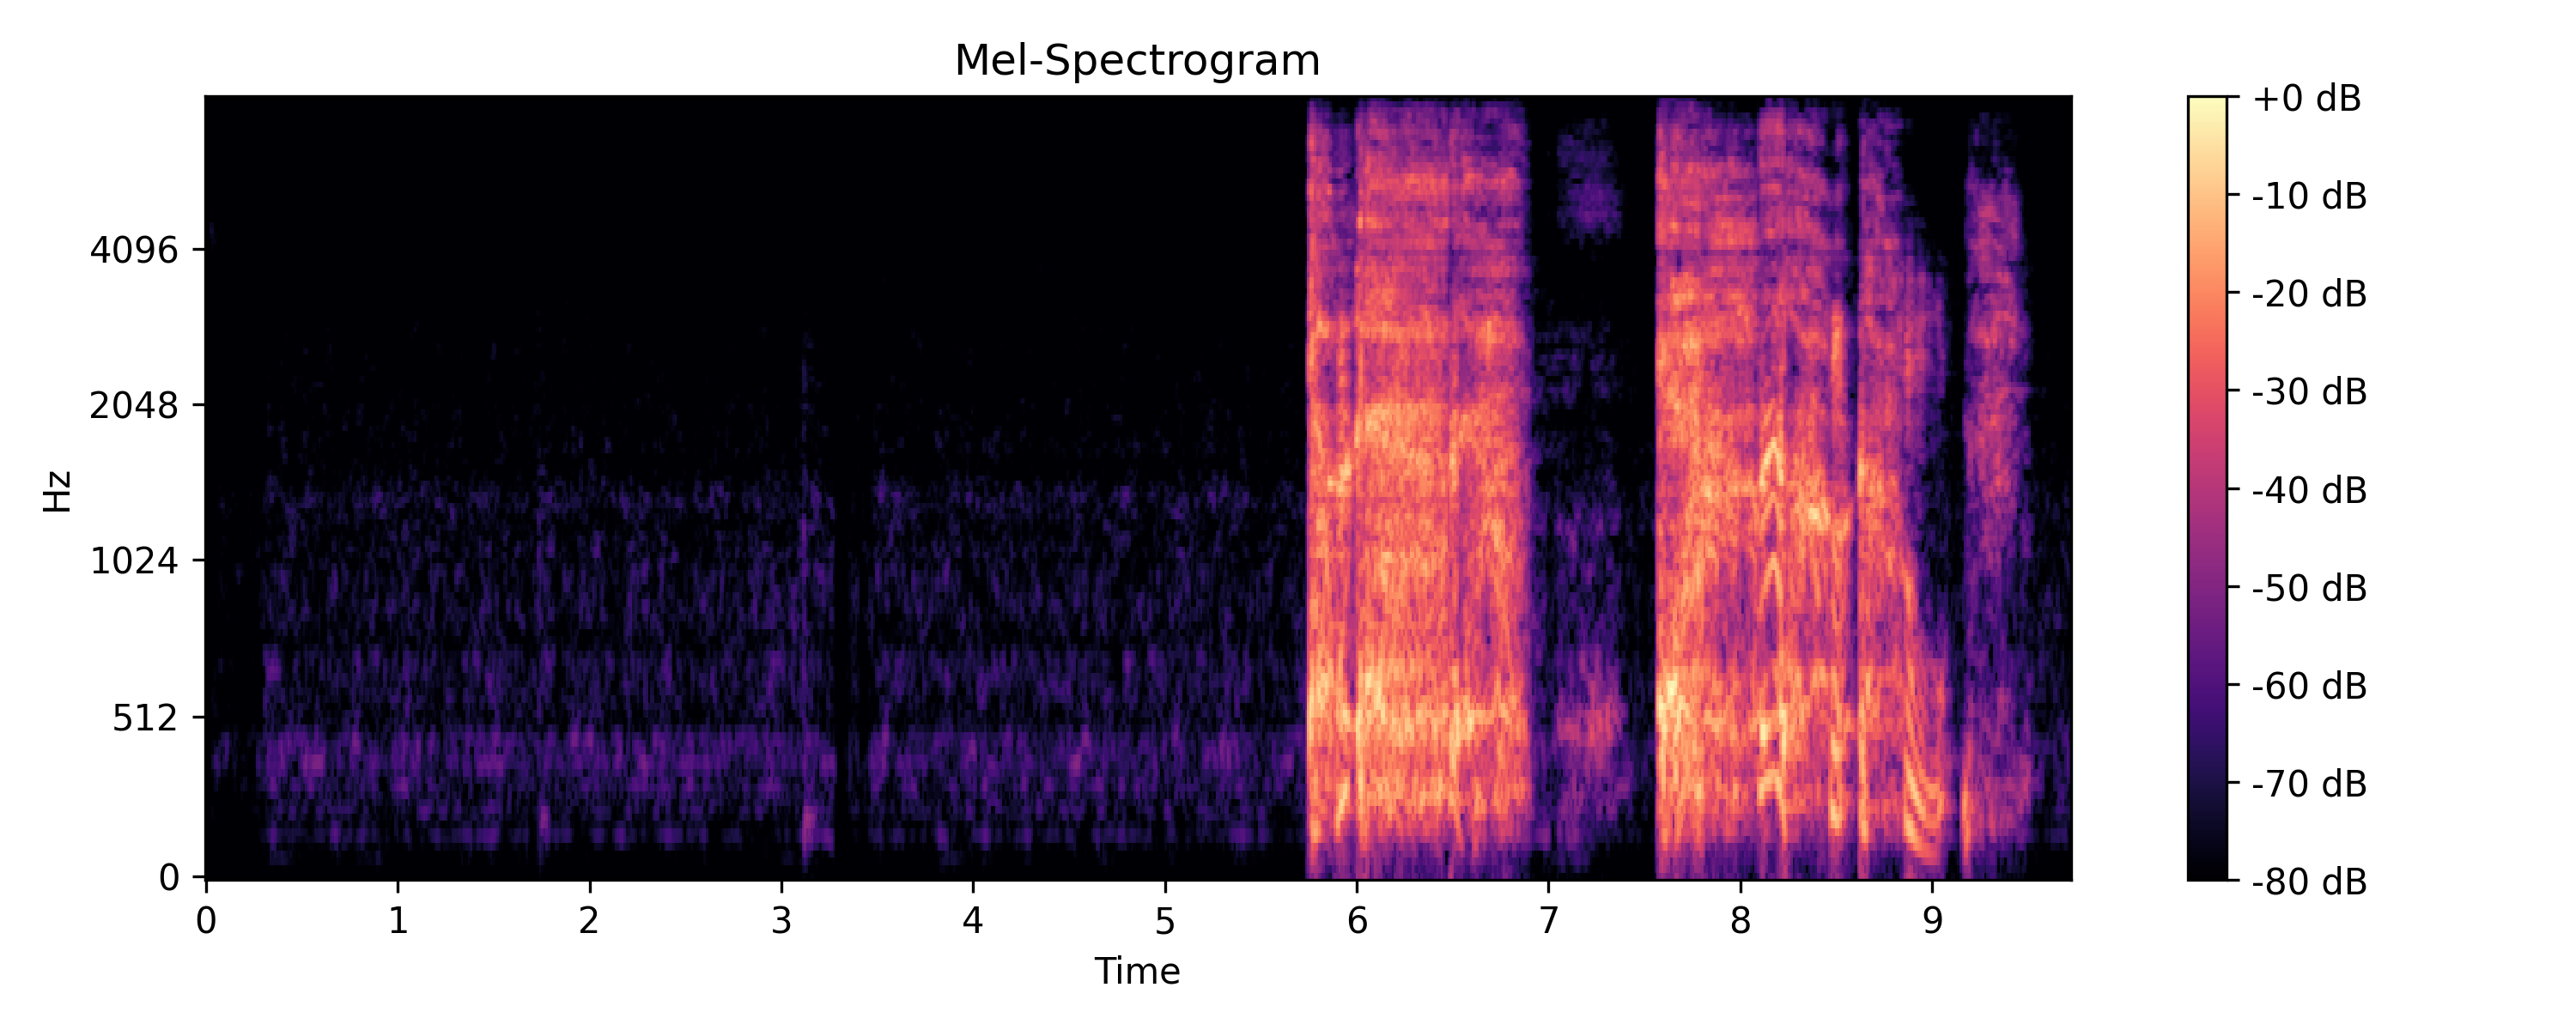 Mel-Spectrogram
+0 dB
4096
-10 dB
-20 dB
2048
-30 dB
Hz
-40 dB
1024
-50 dB
512
-60 dB
-70 dB
0
-80 dB
0 1 2 3 4 5 6 7 8 9
Time